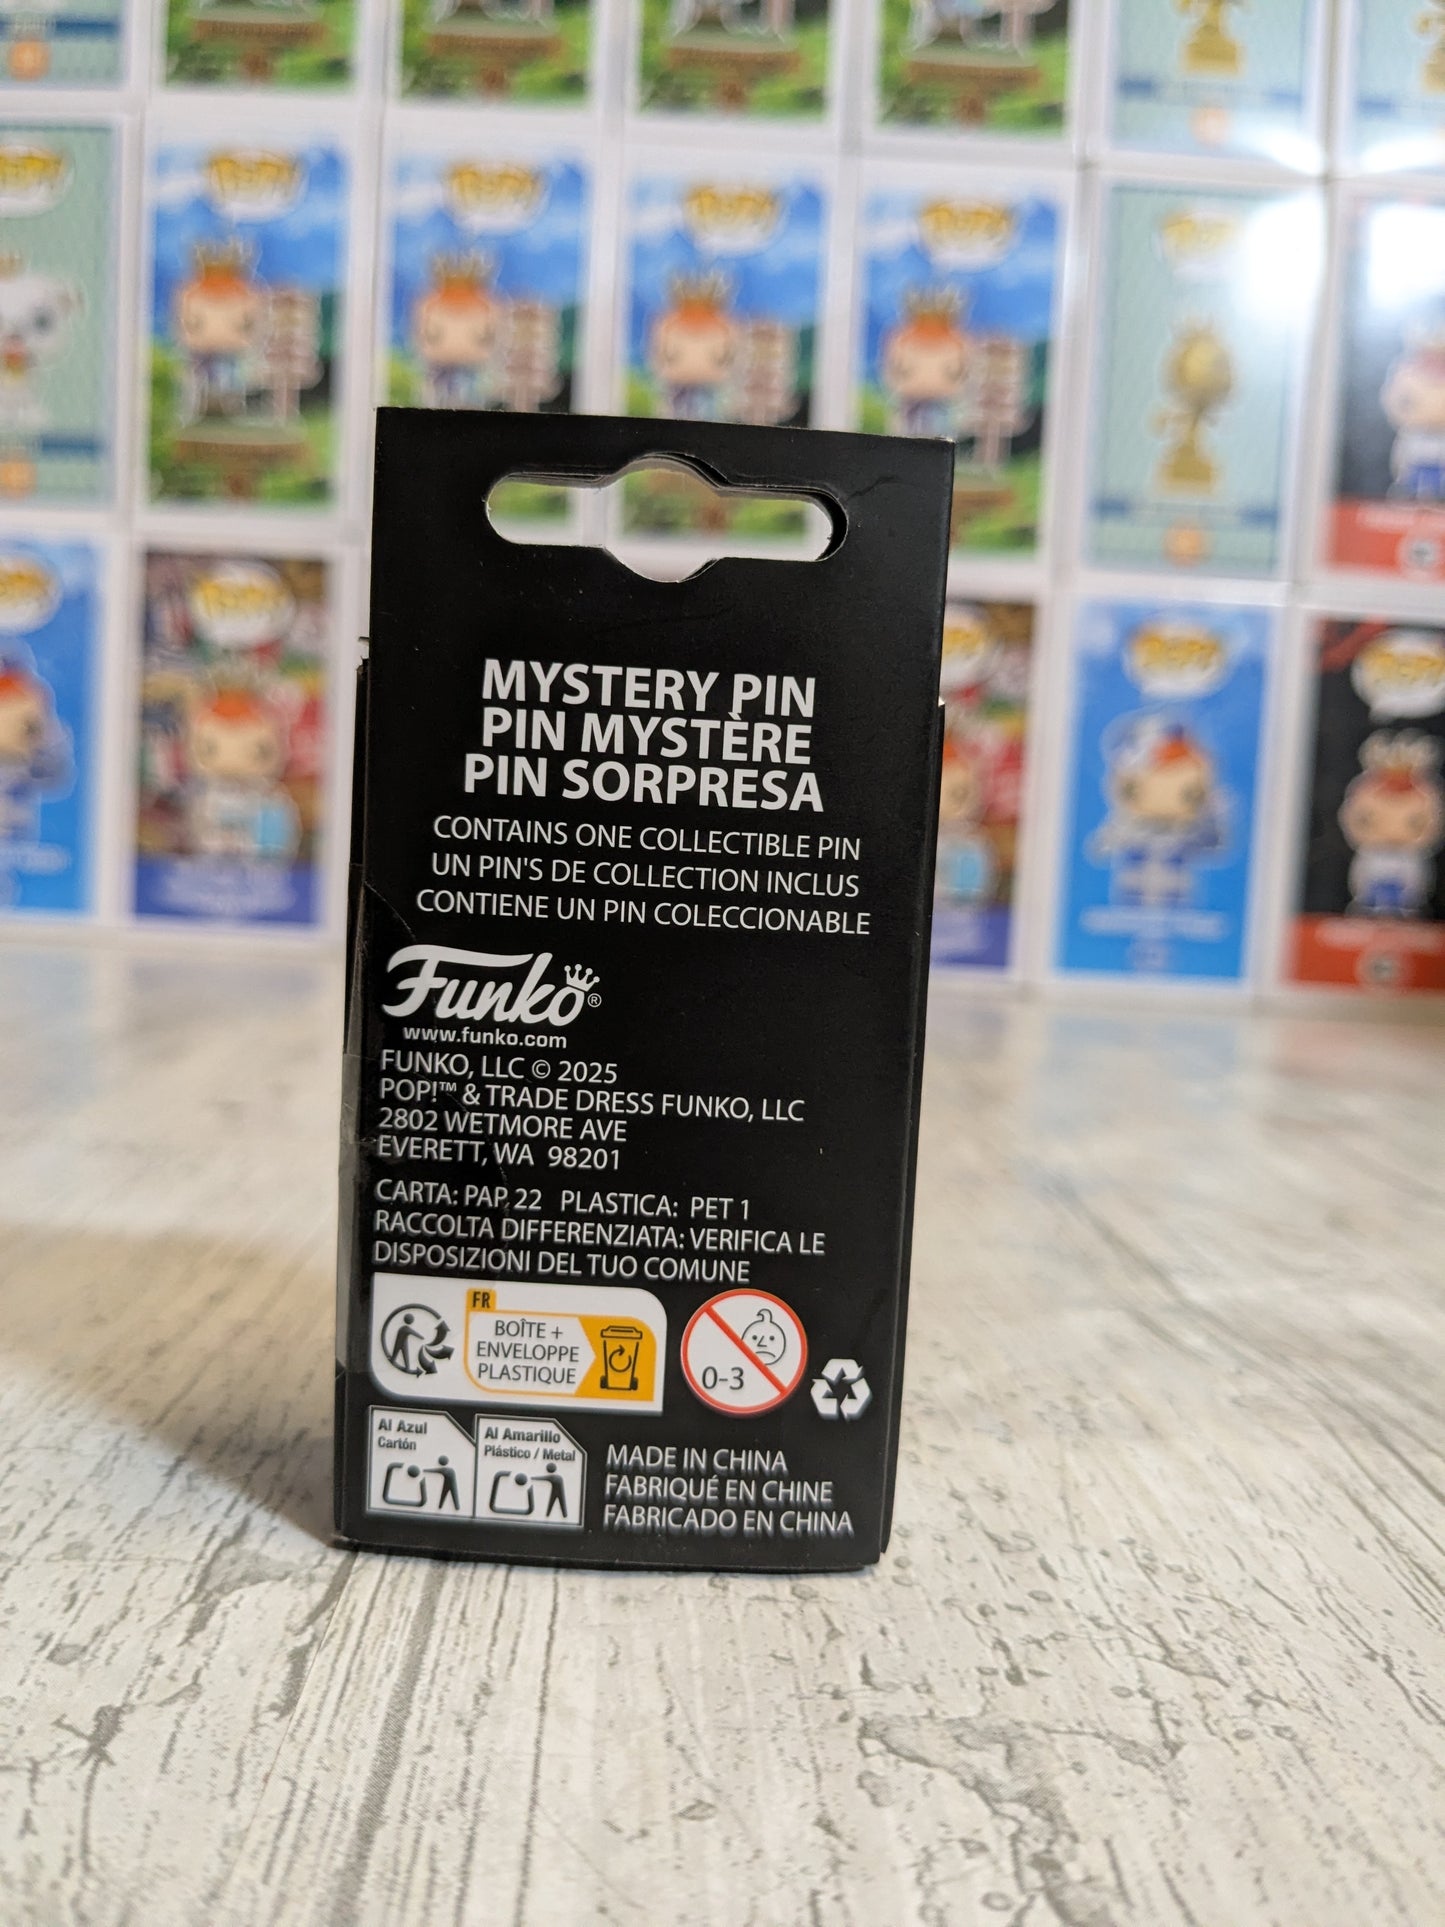 MYSTERY PIN
PIN MYSTÈRE
PIN SORPRESA
CONTAINS ONE COLLECTIBLE PIN
UN PIN'S DE COLLECTION INCLUS
CONTIENE UN PIN COLECCIONABLE
Funko®
www.funko.com
FUNKO, LLC © 2025
POP!™ & TRADE DRESS FUNKO, LLC
2802 WETMORE AVE
EVERETT, WA 98201
CARTA: PAP 22 PLASTICA: PET 1
RACCOLTA DIFFERENZIATA: VERIFICA LE
DISPOSIZIONI DEL TUO COMUNE
FR
BOÎTE +
ENVELOPPE
PLASTIQUE
0-3
Al Azul
Cartón
Al Amarillo
Plástico / Metal
MADE IN CHINA
FABRIQUÉ EN CHINE
FABRICADO EN CHINA